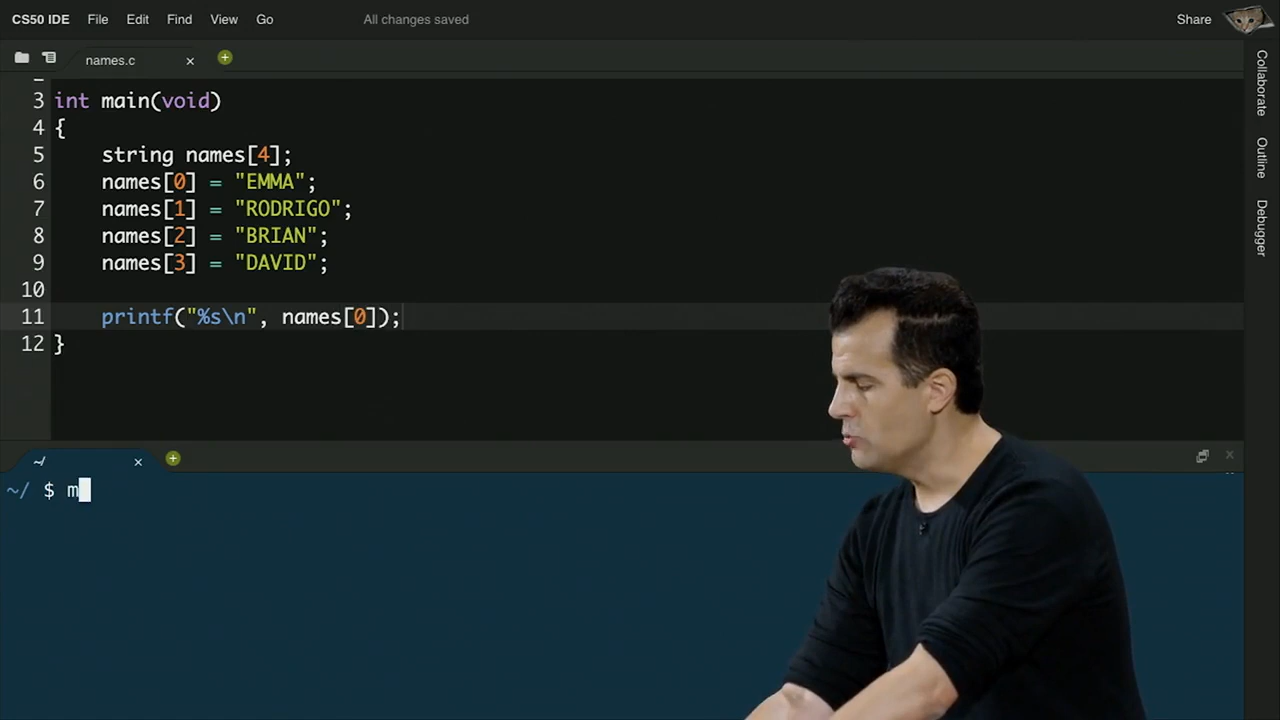 CS50 IDE File Edit Find View Go All changes saved Share
names.c
3 int main(void)
4 {
5 string names[4];
6 names[0] = "EMMA";
7 names[1] = "RODRIGO";
8 names[2] = "BRIAN";
9 names[3] = "DAVID";
10
11 printf("%s\n", names[0]);
12 }
~/
~/ $ m
Collaborate
Outline
Debugger